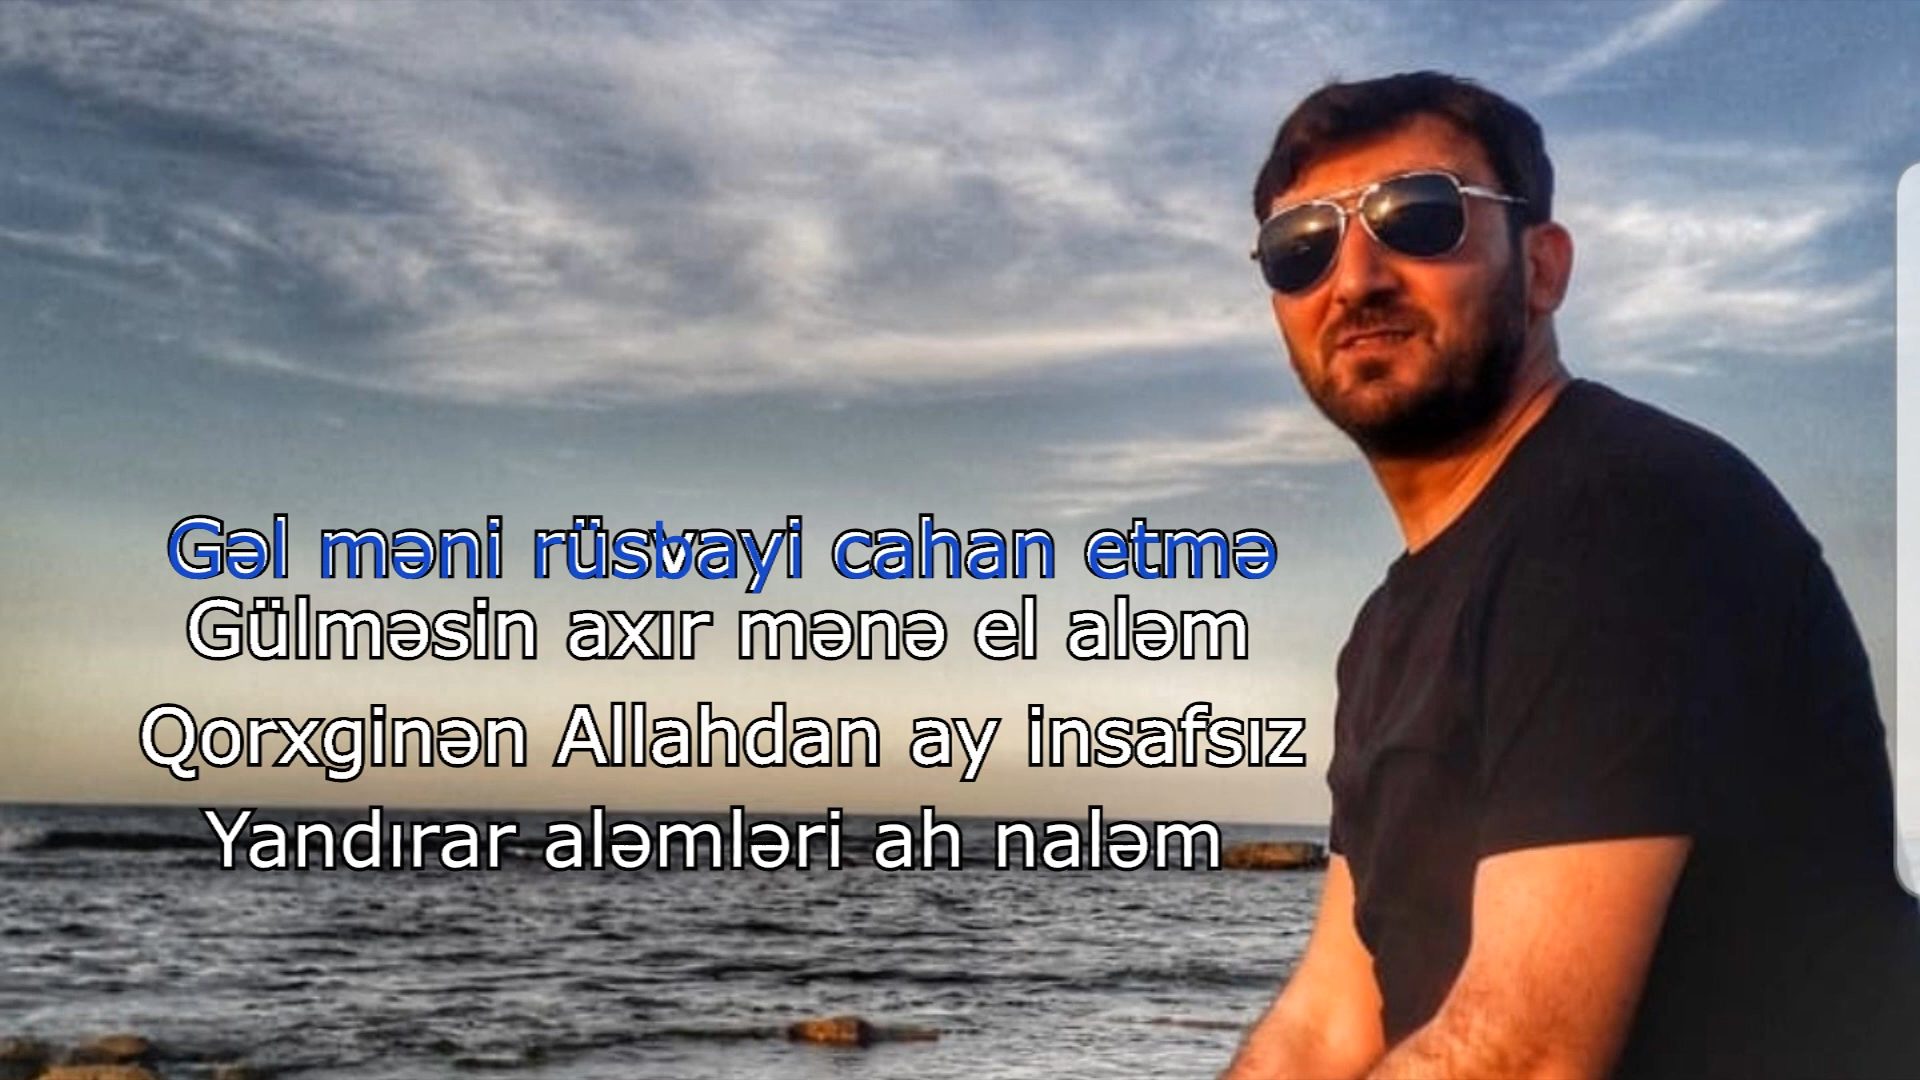 Gəl məni rüsvayi cahan etmə
Gülməsin axır mənə el aləm
Qorxginən Allahdan ay insafsız
Yandırar aləmləri ah naləm